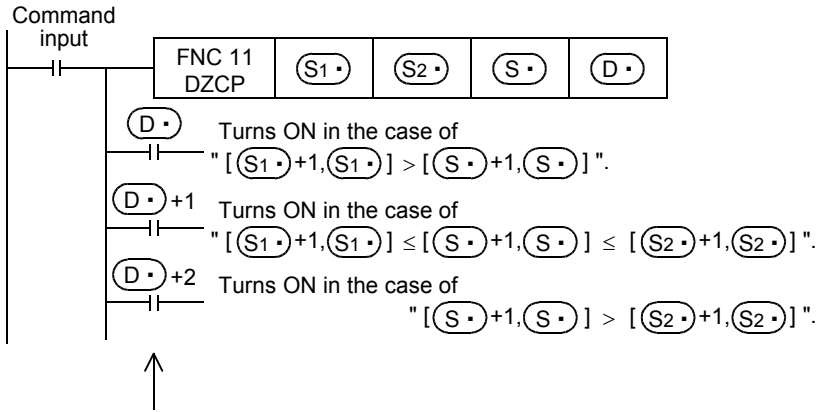 Command
input
FNC 11
DZCP
S1 •
S2 •
S •
D •
D •
Turns ON in the case of
" [ S1 • +1, S1 • ] > [ S • +1, S • ] ".
D • +1
Turns ON in the case of
" [ S1 • +1, S1 • ] ≤ [ S • +1, S • ] ≤ [ S2 • +1, S2 • ] ".
D • +2
Turns ON in the case of
" [ S • +1, S • ] > [ S2 • +1, S2 • ] ".